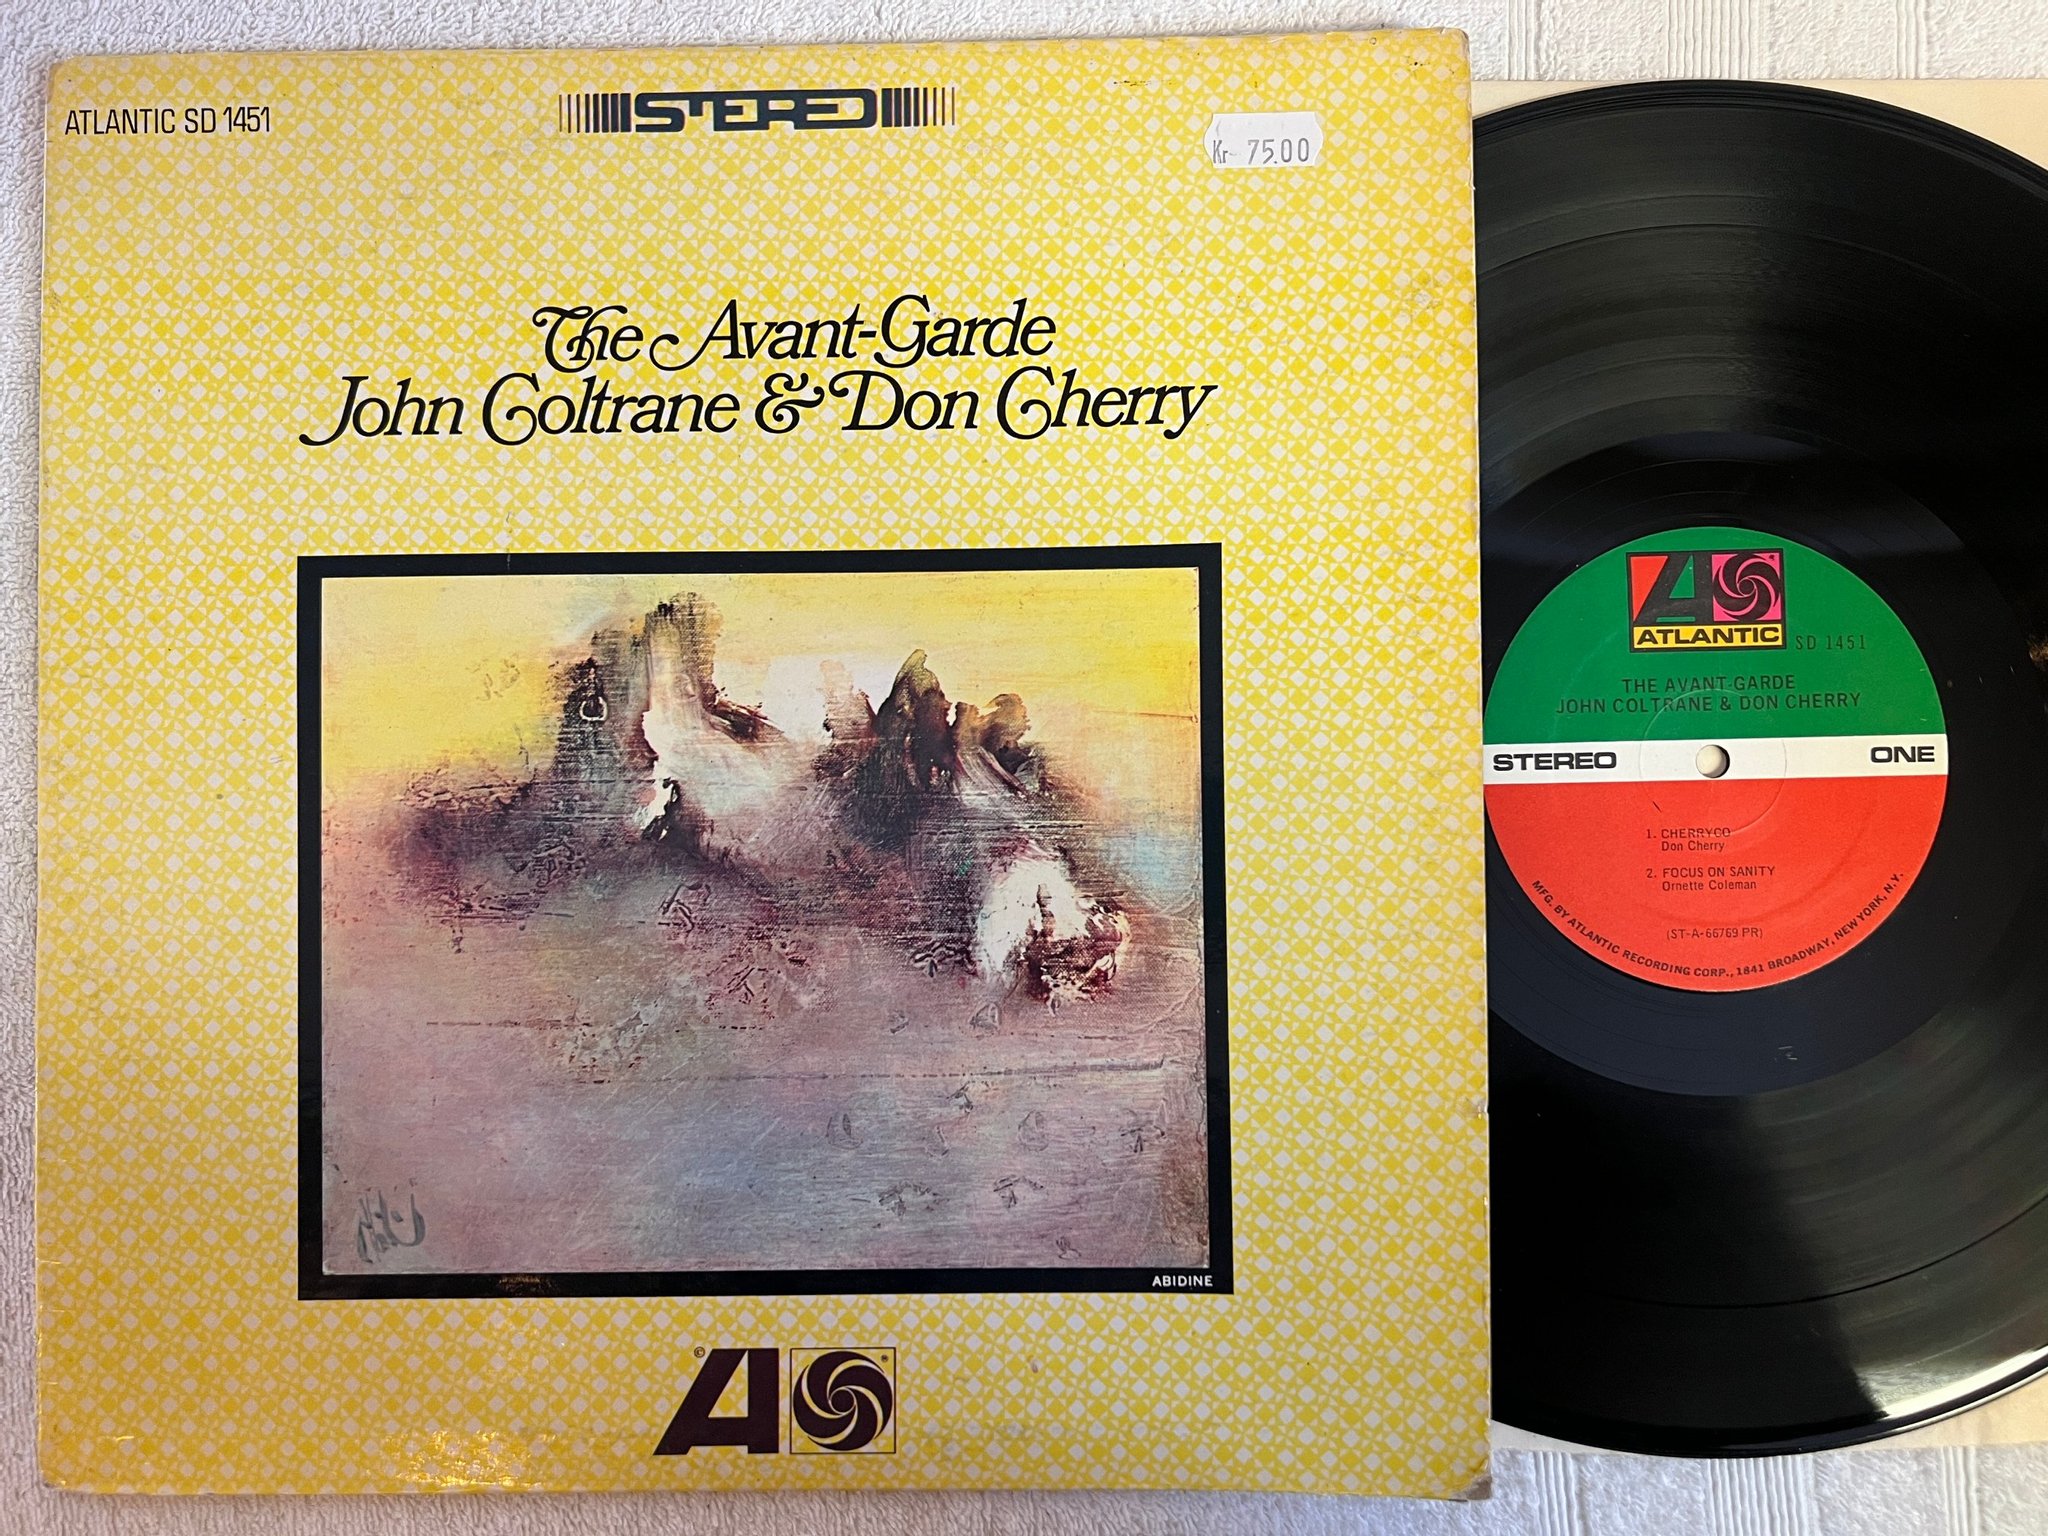 ATLANTIC SD 1451
STEREO
Kr 75.00
The Avant-Garde
John Coltrane & Don Cherry
ABIDINE
©
®
ATLANTIC
SD 1451
THE AVANT-GARDE
JOHN COLTRANE & DON CHERRY
STEREO
ONE
1. CHERRYCO
Don Cherry
2. FOCUS ON SANITY
Ornette Coleman
(ST-A-66769 PR)
MFG. BY ATLANTIC RECORDING CORP., 1841 BROADWAY, NEW YORK, N.Y.